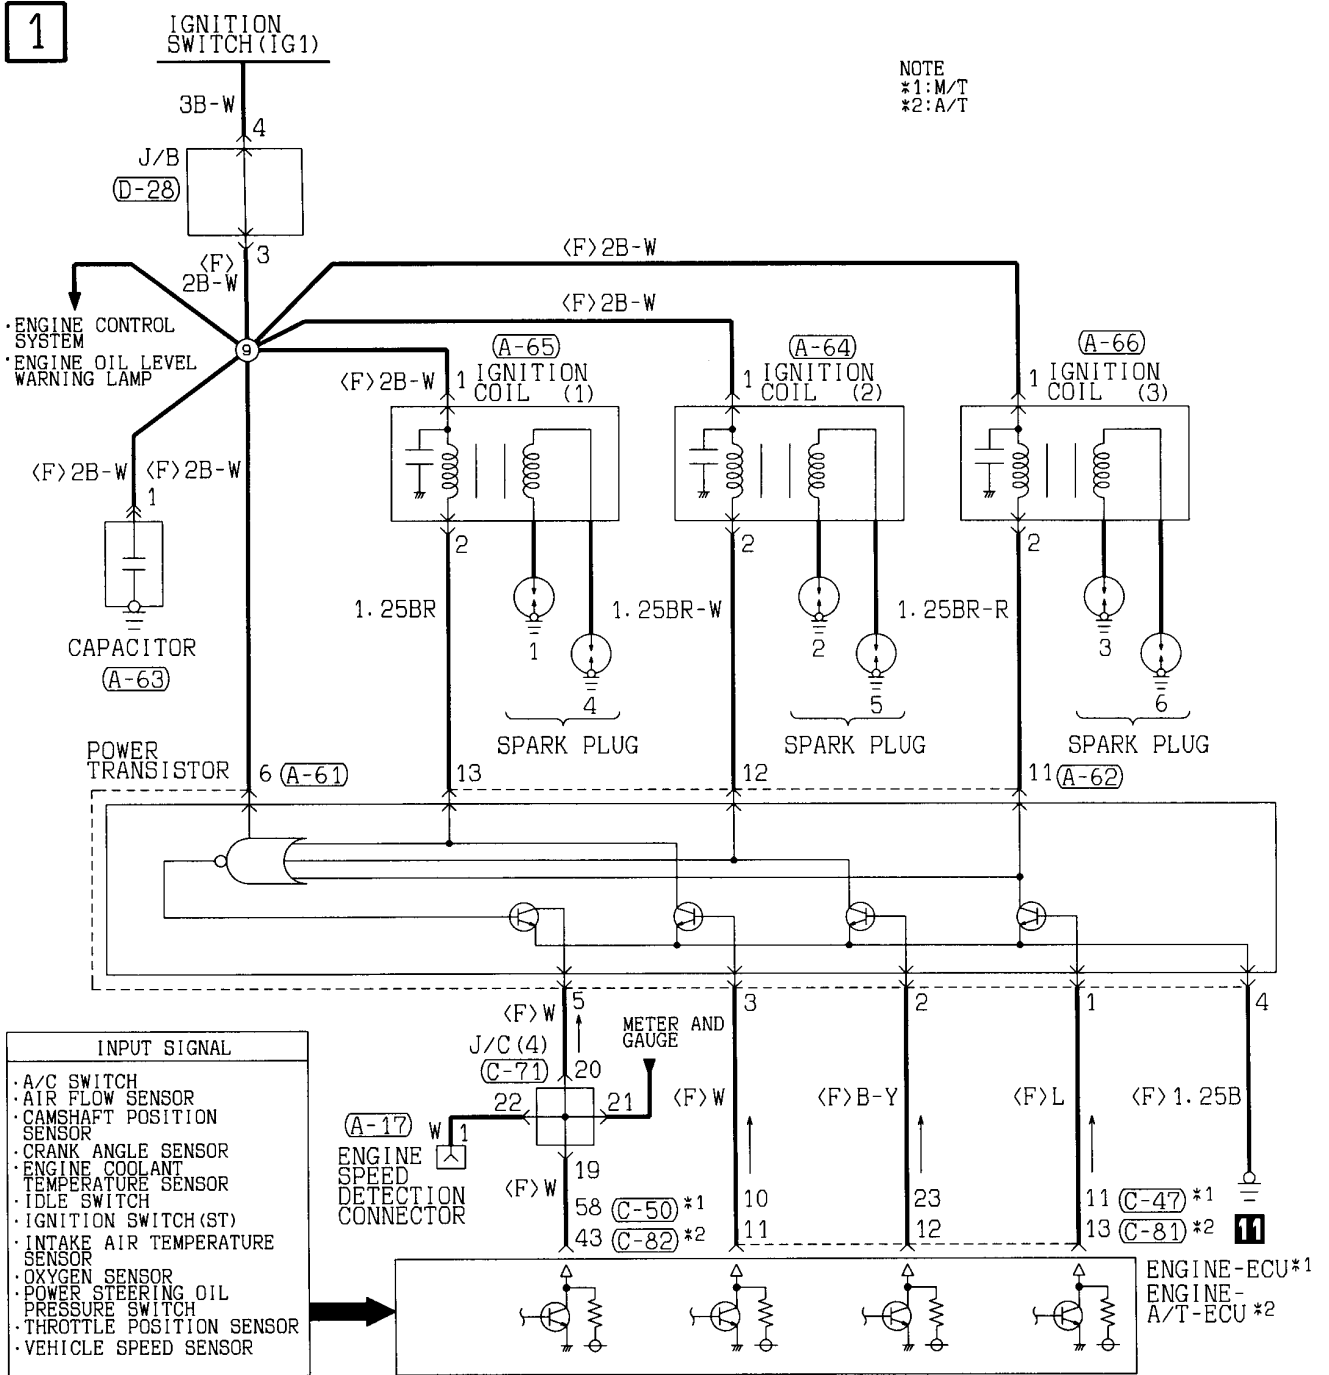 1
IGNITION
SWITCH(IG1)
NOTE
*1:M/T
*2:A/T
3B-W
4
J/B
D-28
3
<F>
2B-W
<F>2B-W
<F>2B-W
·ENGINE CONTROL
SYSTEM
·ENGINE OIL LEVEL
WARNING LAMP
9
<F>2B-W
A-65
1 IGNITION
COIL (1)
A-64
1 IGNITION
COIL (2)
A-66
1 IGNITION
COIL (3)
<F>2B-W
<F>2B-W
1
2
2
2
1.25BR
1.25BR-W
1.25BR-R
CAPACITOR
A-63
1
4
2
5
3
6
SPARK PLUG
SPARK PLUG
SPARK PLUG
POWER
TRANSISTOR
6 A-61
13
12
11 A-62
5
3
2
1
4
<F>W
J/C(4)
C-71
20
METER AND
GAUGE
22
21
A-17
W
1
ENGINE
SPEED
DETECTION
CONNECTOR
19
<F>W
<F>W
<F>B-Y
<F>L
<F>1.25B
58 C-50 *1
43 C-82 *2
10
11
23
12
11 C-47 *1
13 C-81 *2
11
ENGINE-ECU*1
ENGINE-
A/T-ECU*2
INPUT SIGNAL
·A/C SWITCH
·AIR FLOW SENSOR
·CAMSHAFT POSITION
SENSOR
·CRANK ANGLE SENSOR
·ENGINE COOLANT
TEMPERATURE SENSOR
·IDLE SWITCH
·IGNITION SWITCH(ST)
·INTAKE AIR TEMPERATURE
SENSOR
·OXYGEN SENSOR
·POWER STEERING OIL
PRESSURE SWITCH
·THROTTLE POSITION SENSOR
·VEHICLE SPEED SENSOR